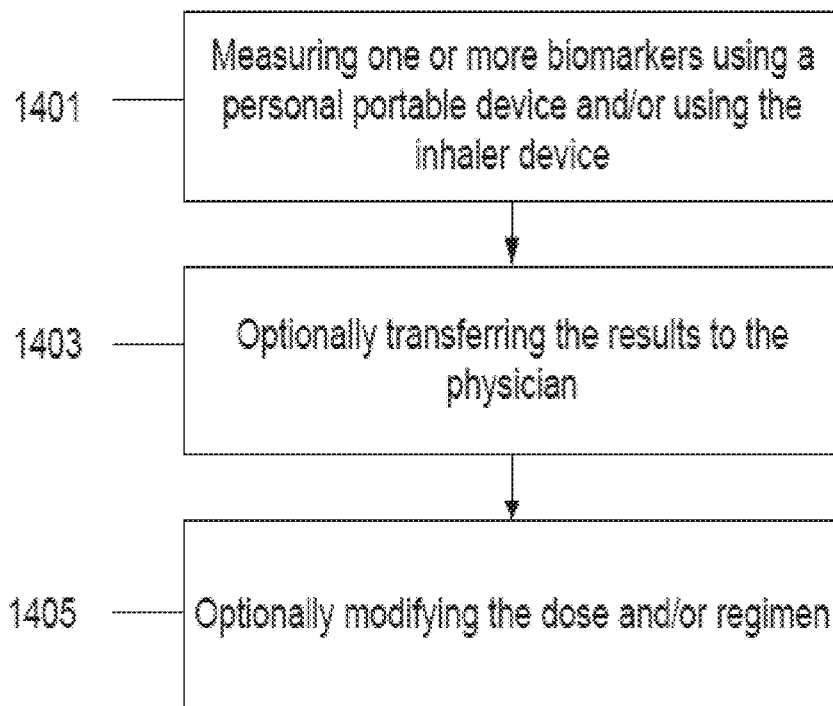 1401
Measuring one or more biomarkers using a
personal portable device and/or using the
inhaler device
1403
Optionally transferring the results to the
physician
1405
Optionally modifying the dose and/or regimen